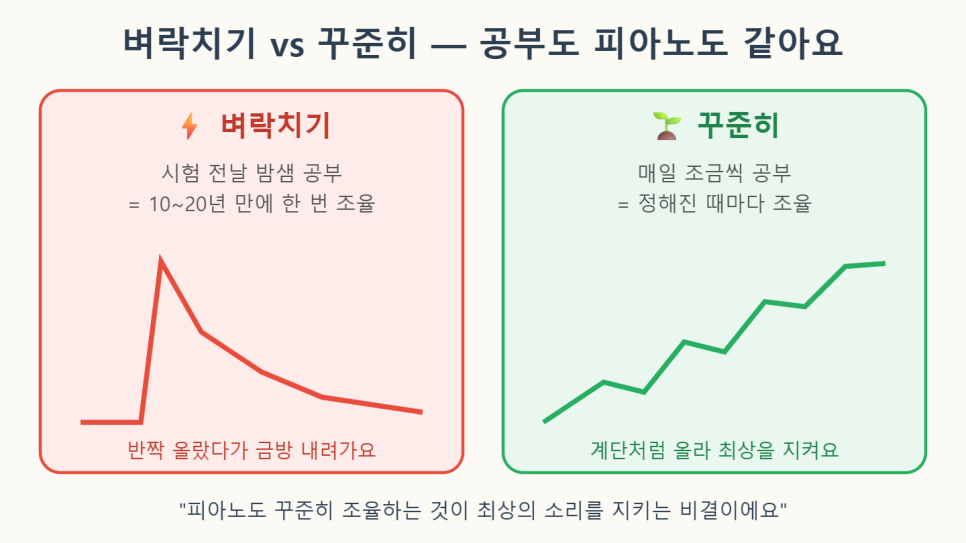 벼락치기 vs 꾸준히 — 공부도 피아노도 같아요
⚡ 벼락치기
시험 전날 밤샘 공부
= 10~20년 만에 한 번 조율
반짝 올랐다가 금방 내려가요
🌱 꾸준히
매일 조금씩 공부
= 정해진 때마다 조율
계단처럼 올라 최상을 지켜요
"피아노도 꾸준히 조율하는 것이 최상의 소리를 지키는 비결이에요"